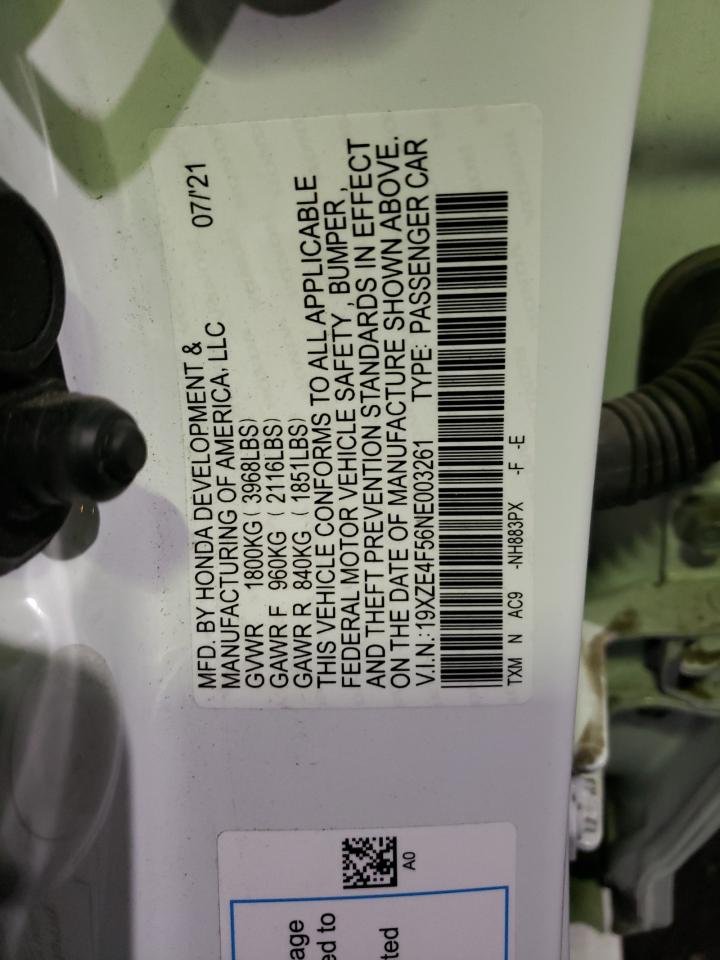 MFD. BY HONDA DEVELOPMENT & 07/'21
MANUFACTURING OF AMERICA, LLC
GVWR 1800KG ( 3968LBS)
GAWR F 960KG ( 2116LBS)
GAWR R 840KG ( 1851LBS)
THIS VEHICLE CONFORMS TO ALL APPLICABLE
FEDERAL MOTOR VEHICLE SAFETY , BUMPER ,
AND THEFT PREVENTION STANDARDS IN EFFECT
ON THE DATE OF MANUFACTURE SHOWN ABOVE.
V.I.N.:19XZE4F56NE003261 TYPE: PASSENGER CAR
TXM N AC9 -NH883PX -F -E
A0
age
ed to
ted